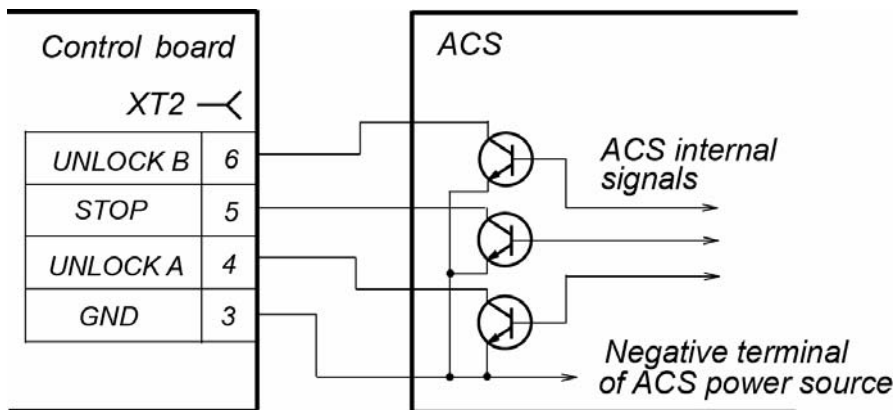 Control board
XT2
UNLOCK B 6
STOP 5
UNLOCK A 4
GND 3
ACS
ACS internal
signals
Negative terminal
of ACS power source